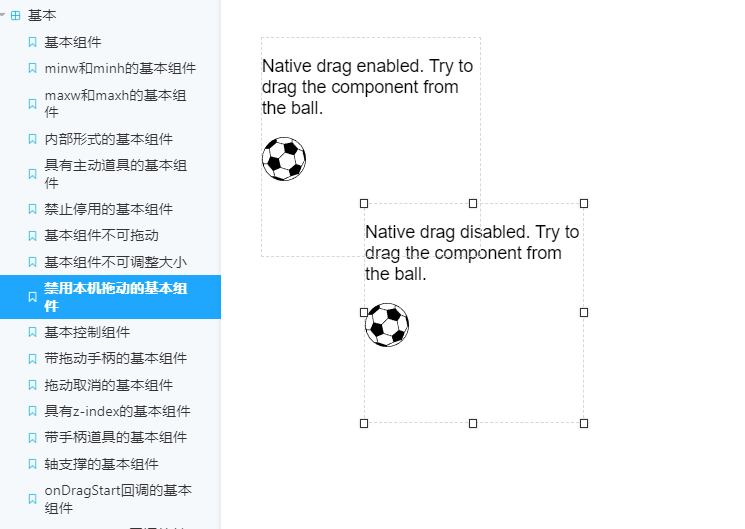 基本
基本组件
minw和minh的基本组件
maxw和maxh的基本组
件
内部形式的基本组件
具有主动道具的基本组
件
禁止停用的基本组件
基本组件不可拖动
基本组件不可调整大小
禁用本机拖动的基本组
件
基本控制组件
带拖动手柄的基本组件
拖动取消的基本组件
具有z-index的基本组件
带手柄道具的基本组件
轴支撑的基本组件
onDragStart回调的基本
组件
Native drag enabled. Try to
drag the component from
the ball.
Native drag disabled. Try to
drag the component from
the ball.